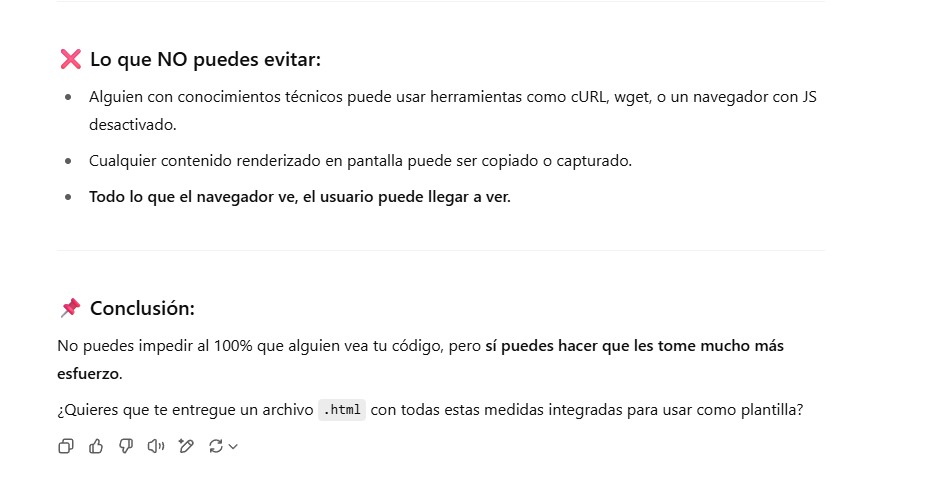 ❌ Lo que NO puedes evitar:
• Alguien con conocimientos técnicos puede usar herramientas como cURL, wget, o un navegador con JS
desactivado.
• Cualquier contenido renderizado en pantalla puede ser copiado o capturado.
• Todo lo que el navegador ve, el usuario puede llegar a ver.
📌 Conclusión:
No puedes impedir al 100% que alguien vea tu código, pero sí puedes hacer que les tome mucho más
esfuerzo.
¿Quieres que te entregue un archivo .html con todas estas medidas integradas para usar como plantilla?